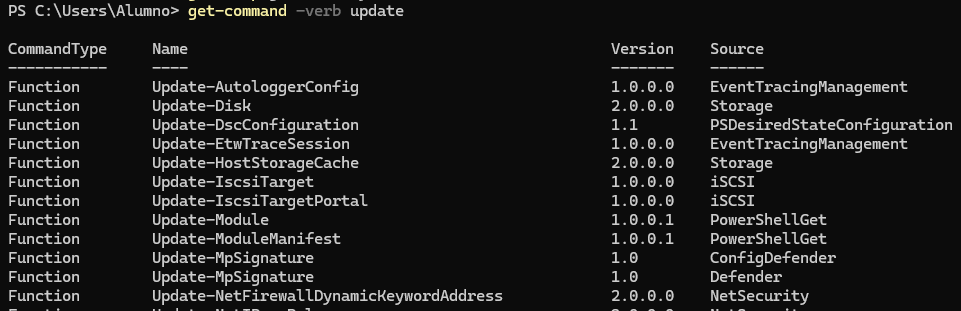 PS C:\Users\Alumno> get-command -verb update
CommandType Name Version Source
----------- ---- ------- ------
Function Update-AutologgerConfig 1.0.0.0 EventTracingManagement
Function Update-Disk 2.0.0.0 Storage
Function Update-DscConfiguration 1.1 PSDesiredStateConfiguration
Function Update-EtwTraceSession 1.0.0.0 EventTracingManagement
Function Update-HostStorageCache 2.0.0.0 Storage
Function Update-IscsiTarget 1.0.0.0 iSCSI
Function Update-IscsiTargetPortal 1.0.0.0 iSCSI
Function Update-Module 1.0.0.1 PowerShellGet
Function Update-ModuleManifest 1.0.0.1 PowerShellGet
Function Update-MpSignature 1.0 ConfigDefender
Function Update-MpSignature 1.0 Defender
Function Update-NetFirewallDynamicKeywordAddress 2.0.0.0 NetSecurity